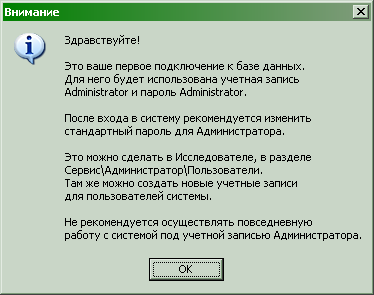 Внимание
Здравствуйте!
Это ваше первое подключение к базе данных.
Для него будет использована учетная запись
Administrator и пароль Administrator.
После входа в систему рекомендуется изменить
стандартный пароль для Администратора.
Это можно сделать в Исследователе, в разделе
Сервис\Администратор\Пользователи.
Там же можно создать новые учетные записи
для пользователей системы.
Не рекомендуется осуществлять повседневную
работу с системой под учетной записью Администратора.
OK